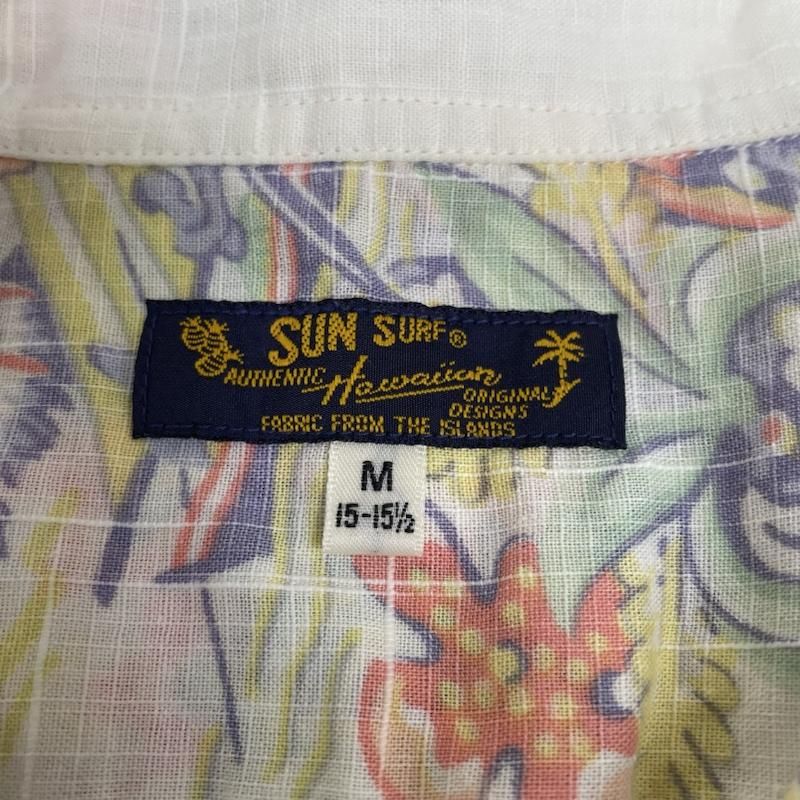 SUN SURF®
AUTHENTIC Hawaiian ORIGINAL
DESIGNS
FABRIC FROM THE ISLANDS
M
15-15½